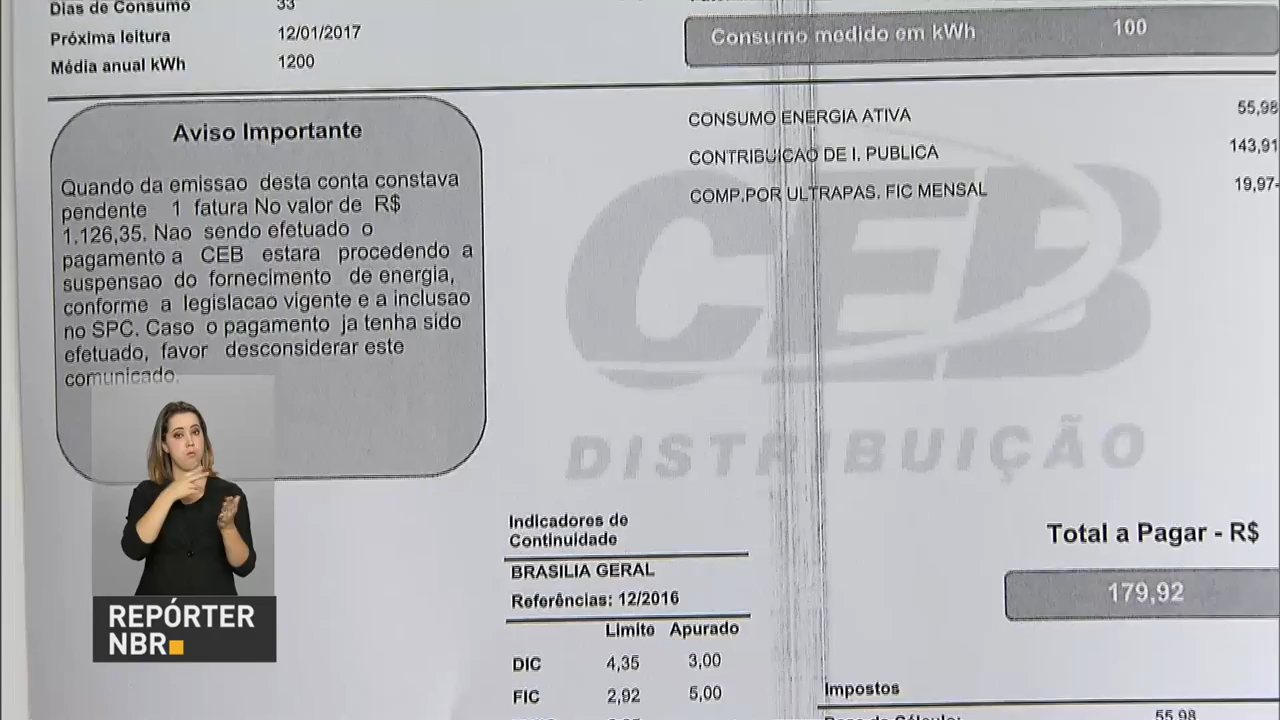 Dias de Consumo 33
Próxima leitura 12/01/2017
Média anual kWh 1200
Consumo medido em kWh 100
Aviso Importante
Quando da emissao desta conta constava
pendente 1 fatura No valor de R$
1.126,35. Nao sendo efetuado o
pagamento a CEB estara procedendo a
suspensao do fornecimento de energia,
conforme a legislacao vigente e a inclusao
no SPC. Caso o pagamento ja tenha sido
efetuado, favor desconsiderar este
comunicado.
CONSUMO ENERGIA ATIVA 55,98
CONTRIBUICAO DE I. PUBLICA 143,91
COMP.POR ULTRAPAS. FIC MENSAL 19,97-
CEB
DISTRIBUIÇÃO
Indicadores de
Continuidade
BRASILIA GERAL
Referências: 12/2016
Limite Apurado
DIC 4,35 3,00
FIC 2,92 5,00
Total a Pagar - R$
179,92
Impostos
55,98
REPÓRTER
NBR